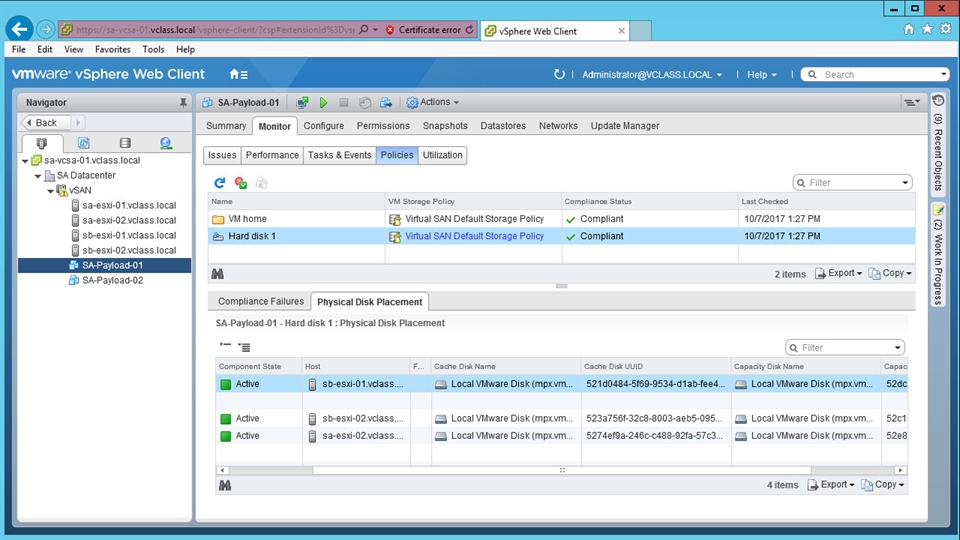 https://sa-vcsa-01.vclass.local/vsphere-client/?csp#extensionId%3Dvs Certificate error vSphere Web Client
File Edit View Favorites Tools Help
vmware® vSphere Web Client Administrator@VCLASS.LOCAL Help Search
Navigator SA-Payload-01 Actions
Back Summary Monitor Configure Permissions Snapshots Datastores Networks Update Manager
Issues Performance Tasks & Events Policies Utilization
sa-vcsa-01.vclass.local
SA Datacenter
vSAN
sa-esxi-01.vclass.local
sa-esxi-02.vclass.local
sb-esxi-01.vclass.local
sb-esxi-02.vclass.local
SA-Payload-01
SA-Payload-02
Filter
Name VM Storage Policy Compliance Status Last Checked
VM home Virtual SAN Default Storage Policy Compliant 10/7/2017 1:27 PM
Hard disk 1 Virtual SAN Default Storage Policy Compliant 10/7/2017 1:27 PM
2 items Export Copy
Compliance Failures Physical Disk Placement
SA-Payload-01 - Hard disk 1 : Physical Disk Placement
Filter
Component State Host F... Cache Disk Name Cache Disk UUID Capacity Disk Name Capac
Active sb-esxi-01.vclass.... Local VMware Disk (mpx.vm... 521d0484-5f69-9534-d1ab-fee4... Local VMware Disk (mpx.vm... 52dc
Active sb-esxi-02.vclass.... Local VMware Disk (mpx.vm... 523a756f-32c8-8003-aeb5-095... Local VMware Disk (mpx.vm... 52c1
Active sa-esxi-02.vclass.... Local VMware Disk (mpx.vm... 5274ef9a-246c-c488-92fa-57c3... Local VMware Disk (mpx.vm... 52e8
4 items Export Copy
(9) Recent Objects
(2) Work In Progress